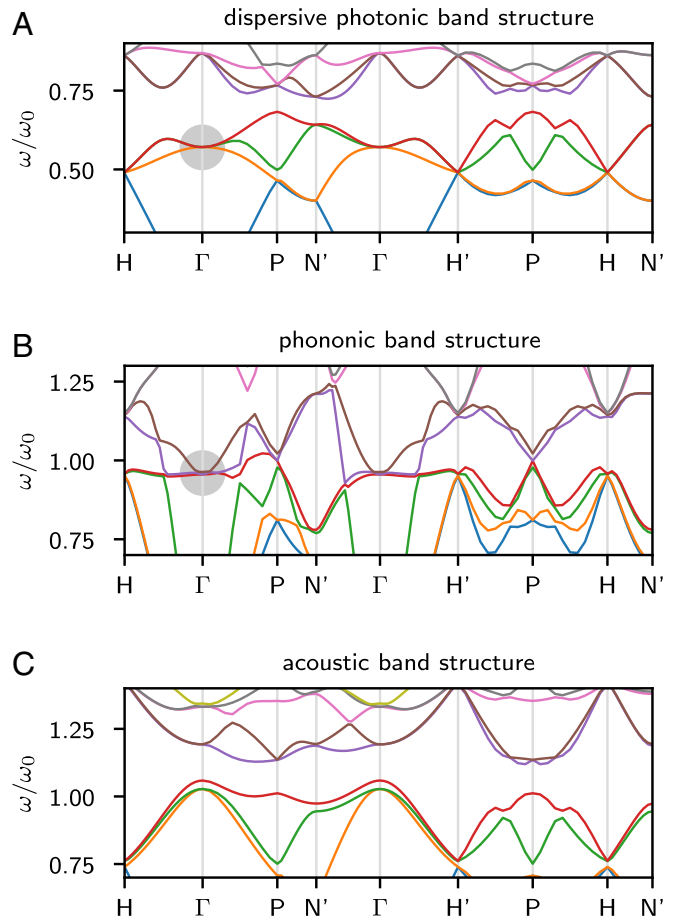 A
dispersive photonic band structure
ω/ω₀
0.75
0.50
H Γ P N' Γ H' P H N'
B
phononic band structure
ω/ω₀
1.25
1.00
0.75
H Γ P N' Γ H' P H N'
C
acoustic band structure
ω/ω₀
1.25
1.00
0.75
H Γ P N' Γ H' P H N'